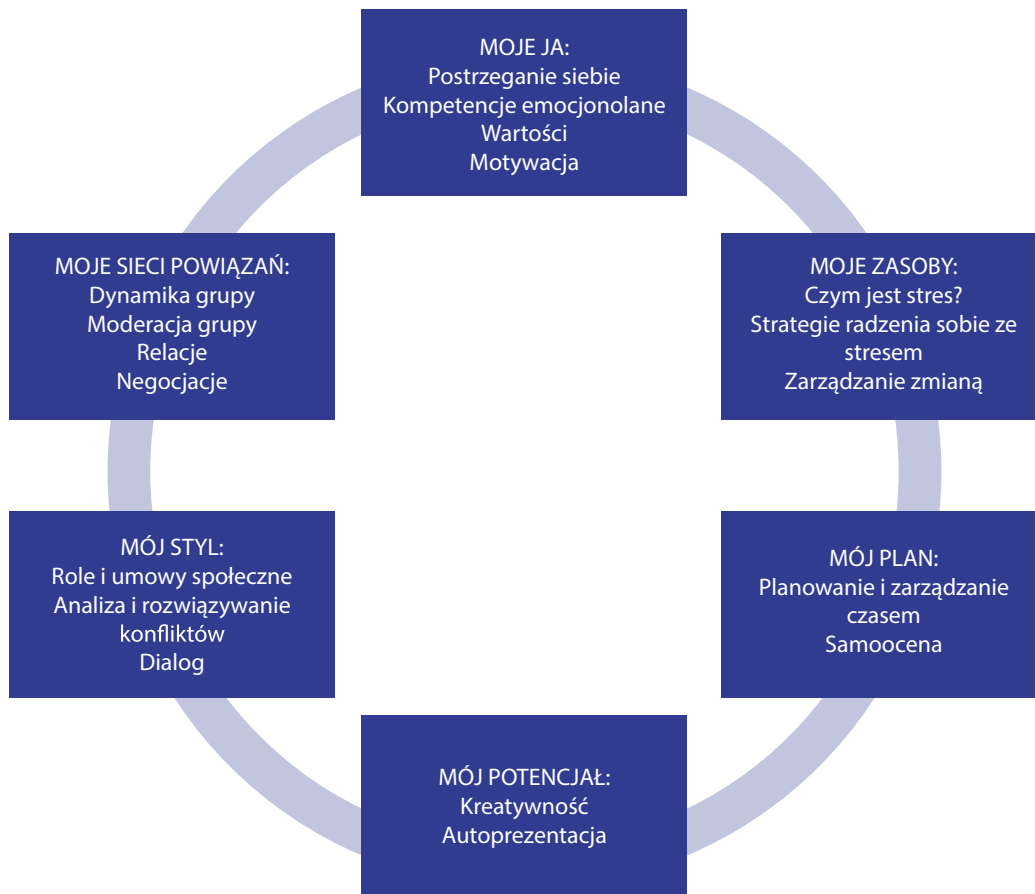 MOJE JA:
Postrzeganie siebie
Kompetencje emocjonolane
Wartości
Motywacja
MOJE SIECI POWIĄZAŃ:
Dynamika grupy
Moderacja grupy
Relacje
Negocjacje
MOJE ZASOBY:
Czym jest stres?
Strategie radzenia sobie ze
stresem
Zarządzanie zmianą
MÓJ STYL:
Role i umowy społeczne
Analiza i rozwiązywanie
konfliktów
Dialog
MÓJ PLAN:
Planowanie i zarządzanie
czasem
Samoocena
MÓJ POTENCJAŁ:
Kreatywność
Autoprezentacja